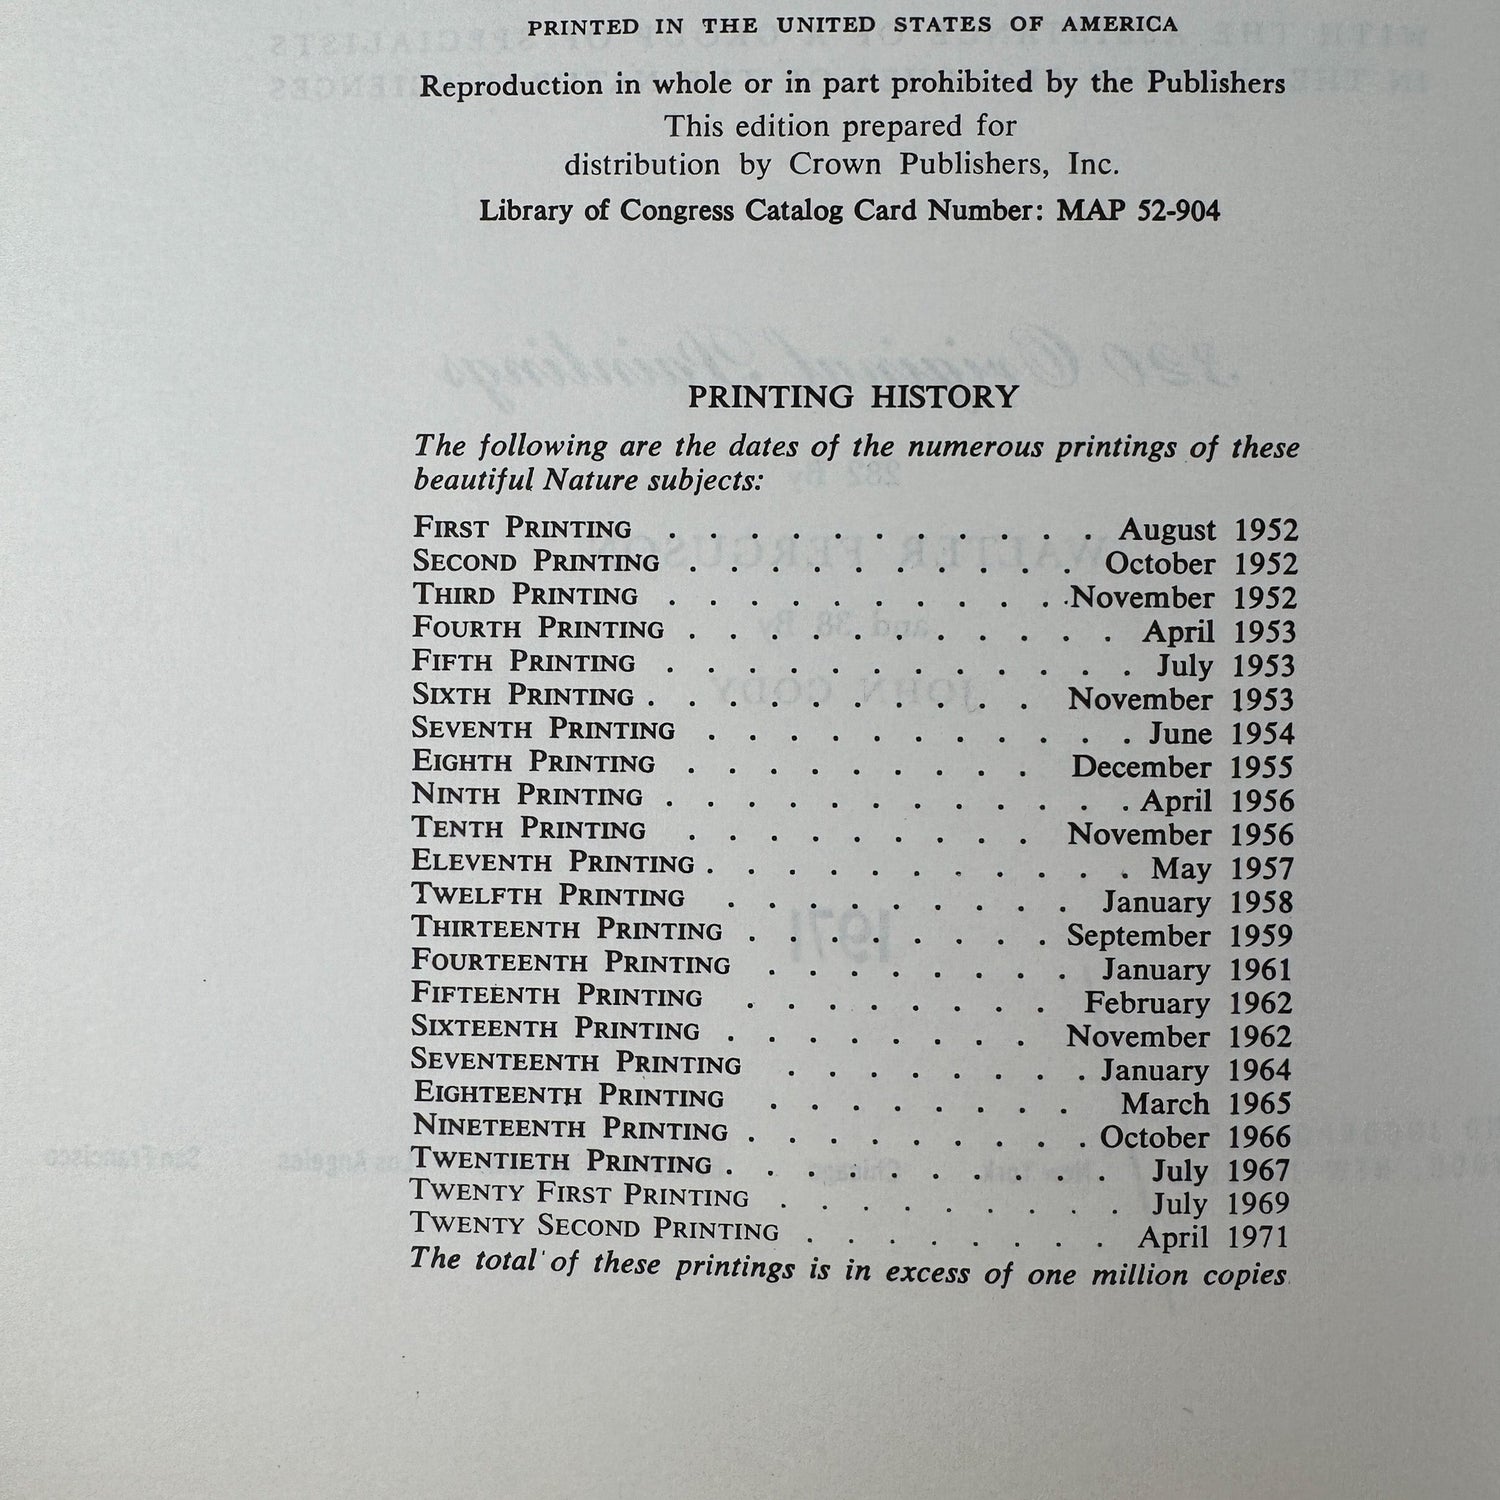 PRINTED IN THE UNITED STATES OF AMERICA
Reproduction in whole or in part prohibited by the Publishers
This edition prepared for
distribution by Crown Publishers, Inc.
Library of Congress Catalog Card Number: MAP 52-904
PRINTING HISTORY
The following are the dates of the numerous printings of these
beautiful Nature subjects:
FIRST PRINTING . . . . . . . . . . . August 1952
SECOND PRINTING . . . . . . . . . . October 1952
THIRD PRINTING . . . . . . . . . . November 1952
FOURTH PRINTING . . . . . . . . . . . April 1953
FIFTH PRINTING . . . . . . . . . . . . July 1953
SIXTH PRINTING . . . . . . . . . . November 1953
SEVENTH PRINTING . . . . . . . . . . . June 1954
EIGHTH PRINTING . . . . . . . . . December 1955
NINTH PRINTING . . . . . . . . . . . . April 1956
TENTH PRINTING . . . . . . . . . November 1956
ELEVENTH PRINTING . . . . . . . . . . . May 1957
TWELFTH PRINTING . . . . . . . . . January 1958
THIRTEENTH PRINTING . . . . . . . . September 1959
FOURTEENTH PRINTING . . . . . . . . January 1961
FIFTEENTH PRINTING . . . . . . . . February 1962
SIXTEENTH PRINTING . . . . . . . . November 1962
SEVENTEENTH PRINTING . . . . . . . . January 1964
EIGHTEENTH PRINTING . . . . . . . . March 1965
NINETEENTH PRINTING . . . . . . . . . October 1966
TWENTIETH PRINTING . . . . . . . . . . July 1967
TWENTY FIRST PRINTING . . . . . . . . . July 1969
TWENTY SECOND PRINTING . . . . . . . . April 1971
The total of these printings is in excess of one million copies